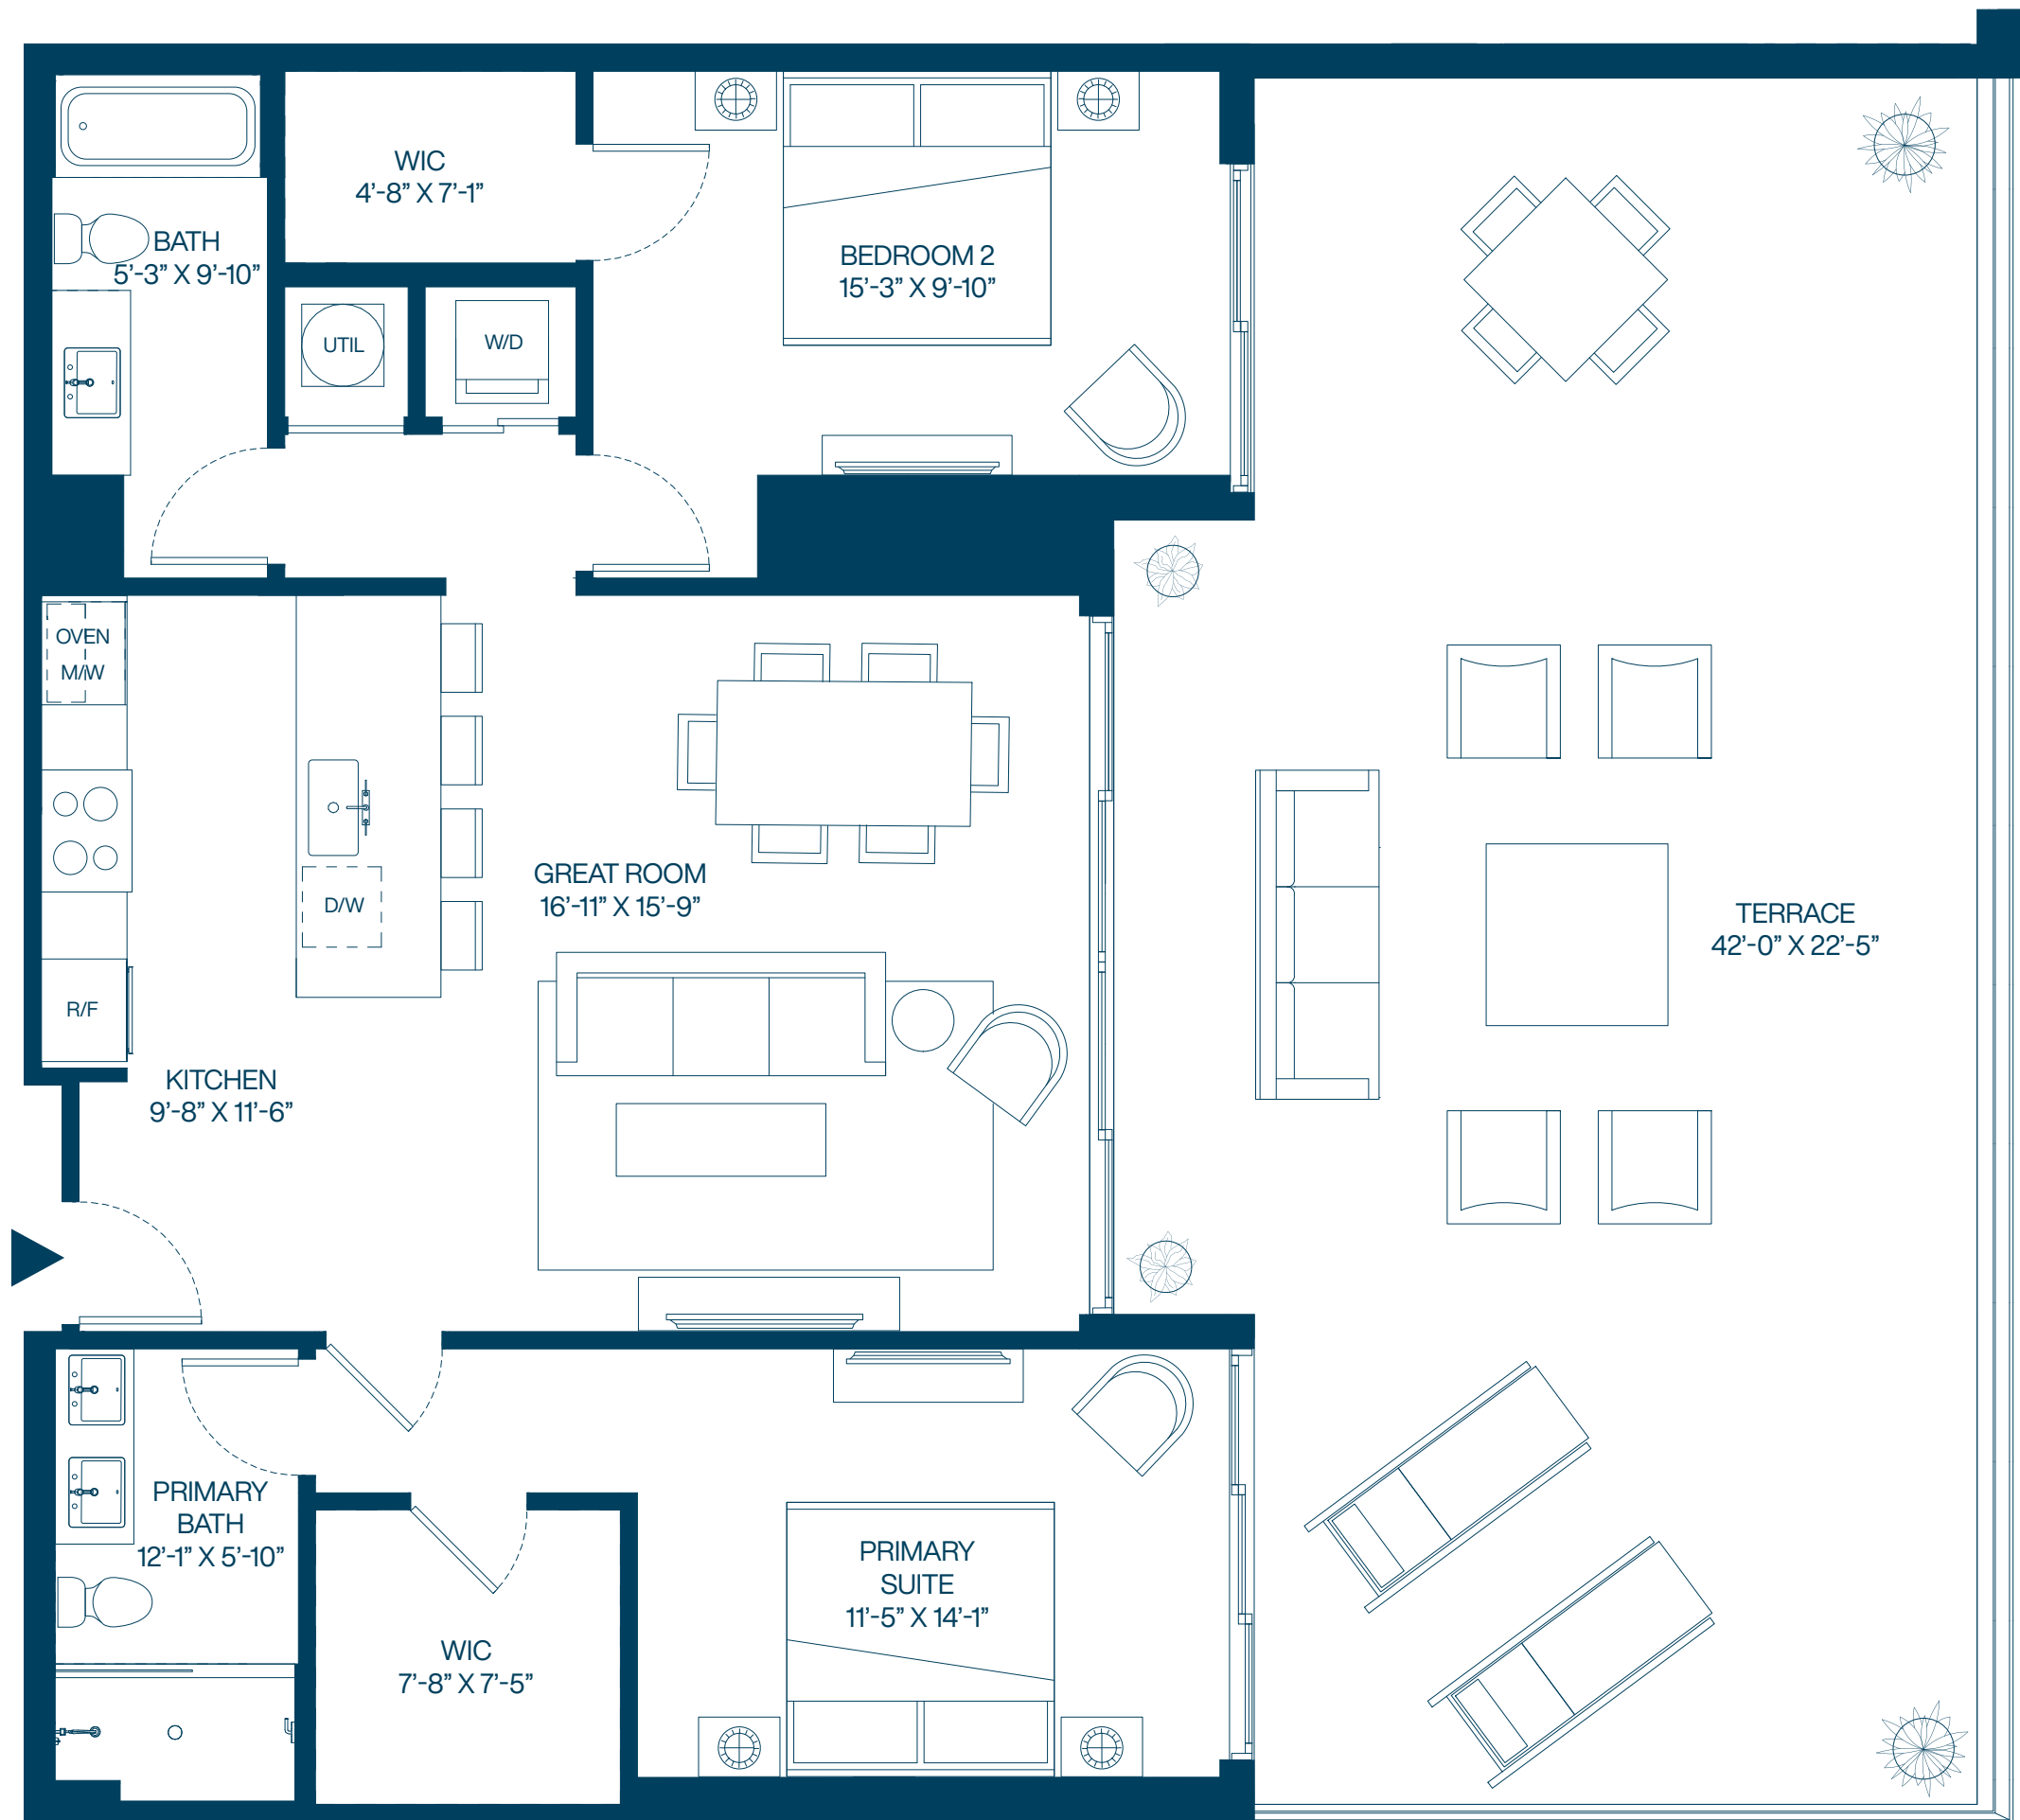 WIC
4’-8” X 7’-1”
BATH
5’-3” X 9’-10”
BEDROOM 2
15’-3” X 9’-10”
UTIL
W/D
OVEN
M/W
D/W
GREAT ROOM
16’-11” X 15’-9”
TERRACE
42’-0” X 22’-5”
R/F
KITCHEN
9’-8” X 11’-6”
PRIMARY
BATH
12’-1” X 5’-10”
PRIMARY
SUITE
11’-5” X 14’-1”
WIC
7’-8” X 7’-5”